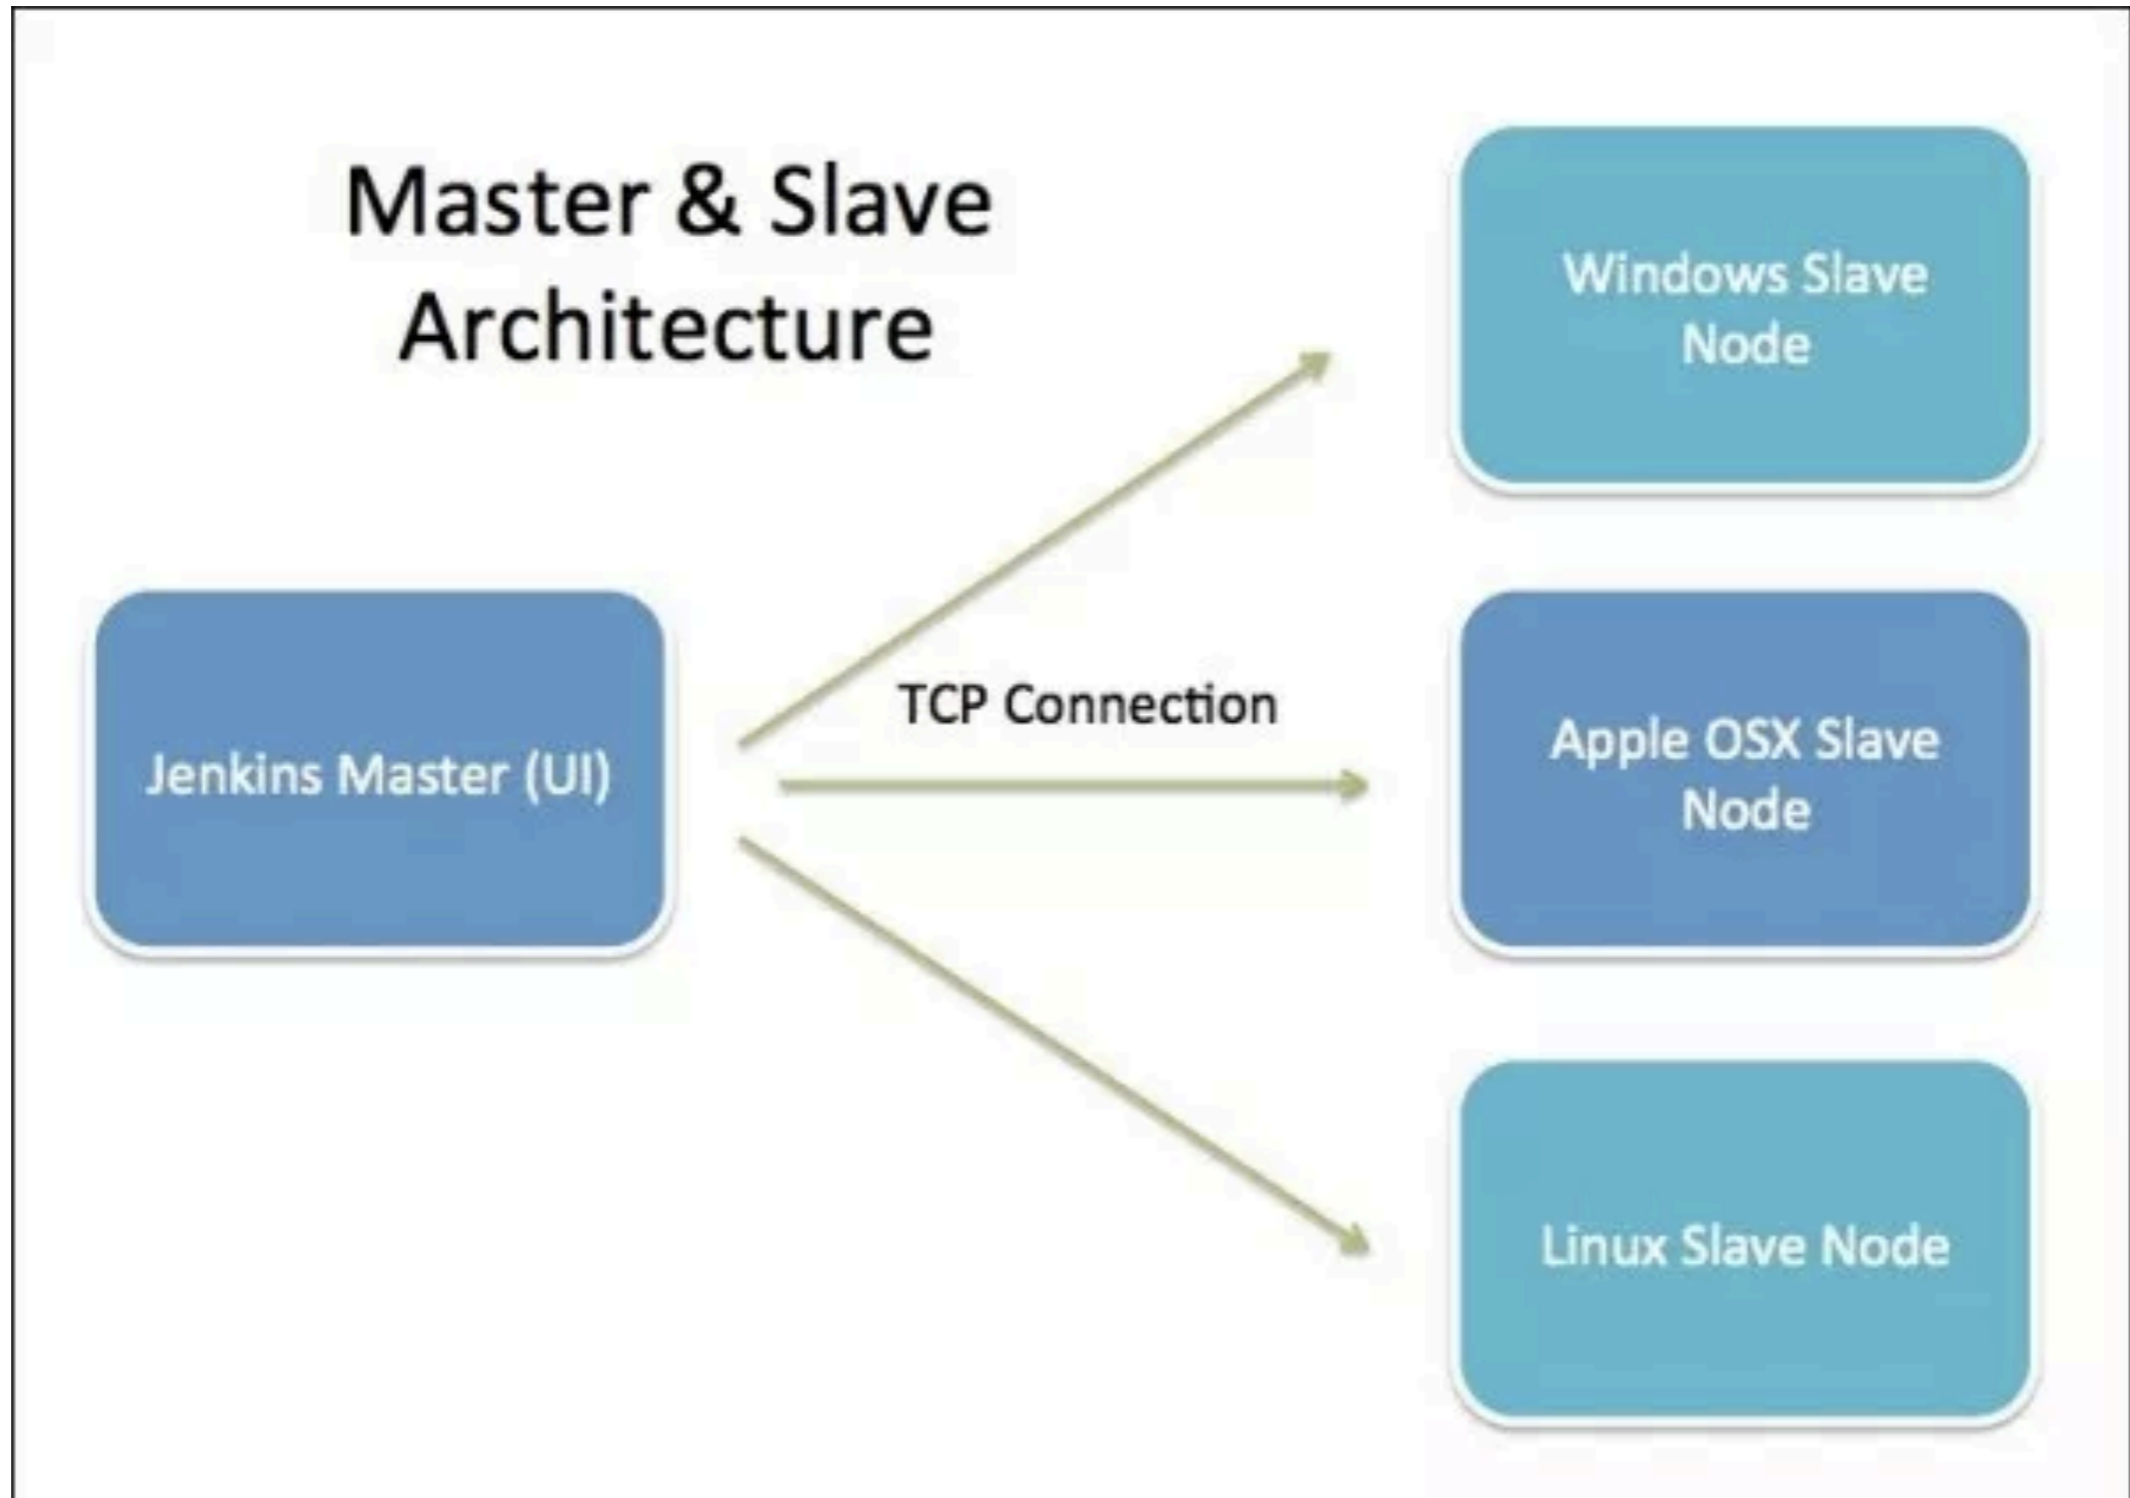 Master & Slave
Architecture
Windows Slave
Node
TCP Connection
Jenkins Master (UI)
Apple OSX Slave
Node
Linux Slave Node